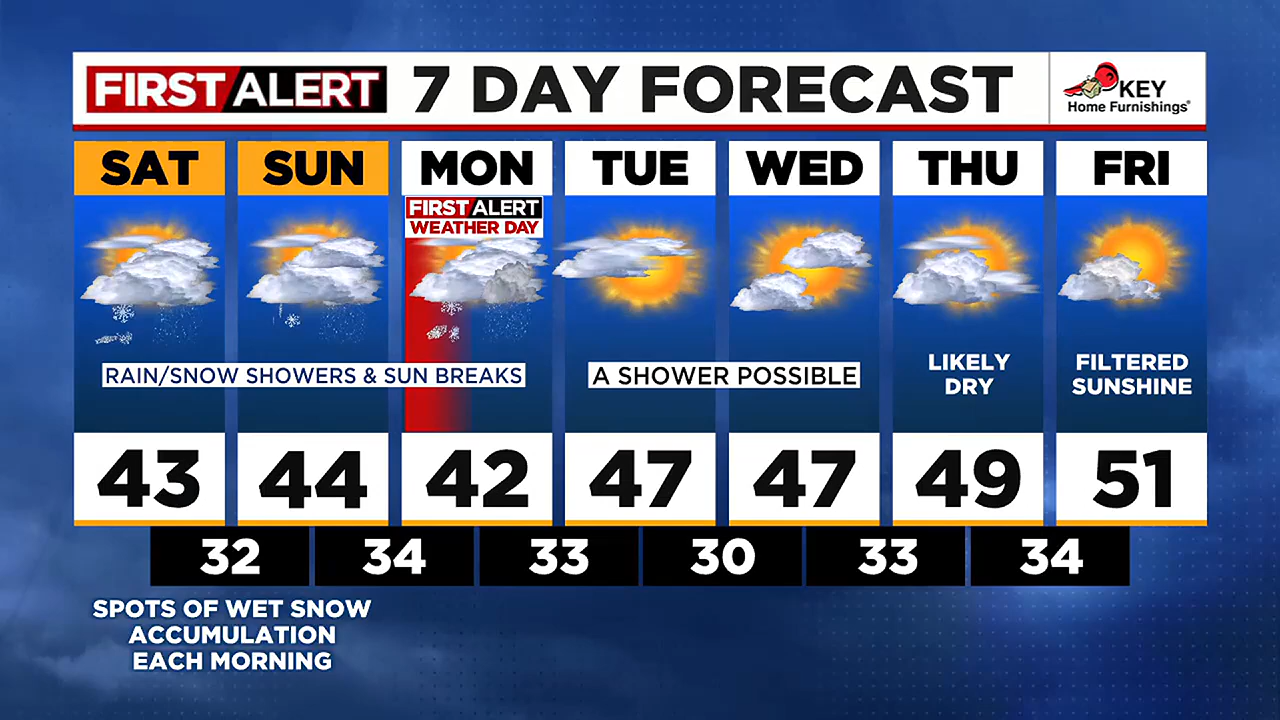 FIRST ALERT 7 DAY FORECAST
KEY
Home Furnishings®
SAT SUN MON TUE WED THU FRI
FIRST ALERT
WEATHER DAY
RAIN/SNOW SHOWERS & SUN BREAKS
A SHOWER POSSIBLE
LIKELY
DRY
FILTERED
SUNSHINE
43 44 42 47 47 49 51
32 34 33 30 33 34
SPOTS OF WET SNOW
ACCUMULATION
EACH MORNING